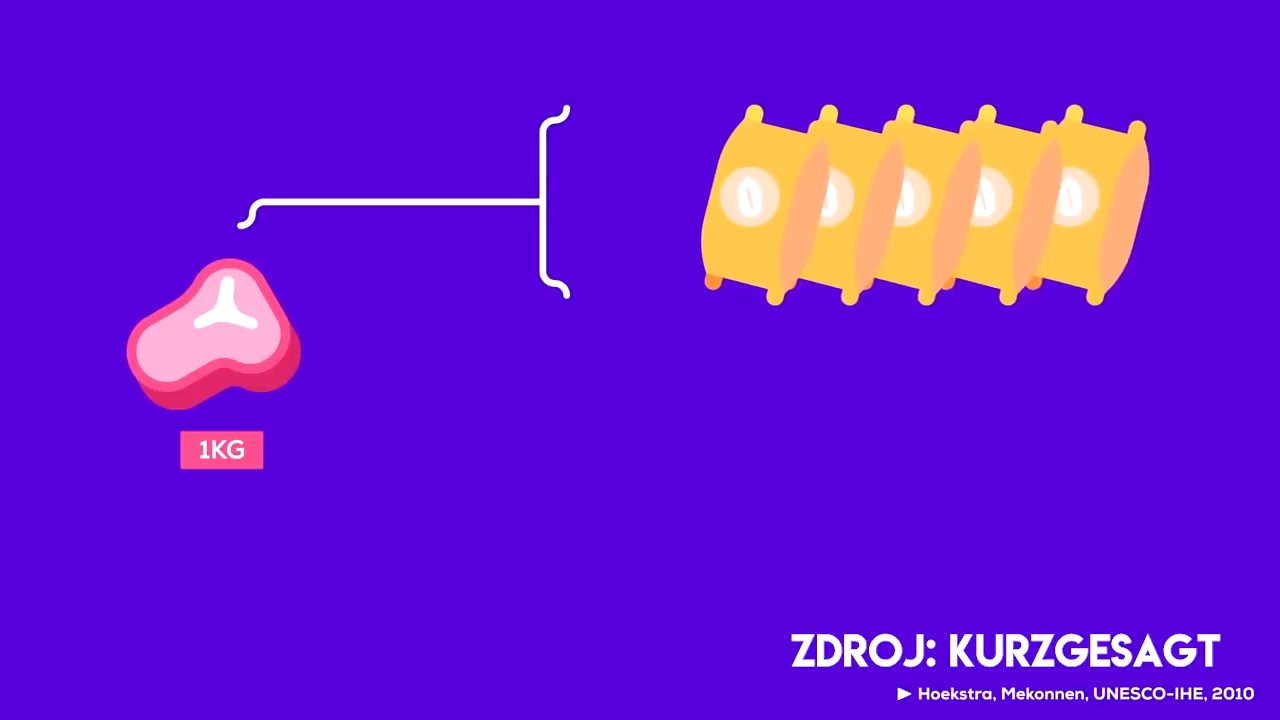 1KG
ZDROJ: KURZGESAGT
▶ Hoekstra, Mekonnen, UNESCO-IHE, 2010